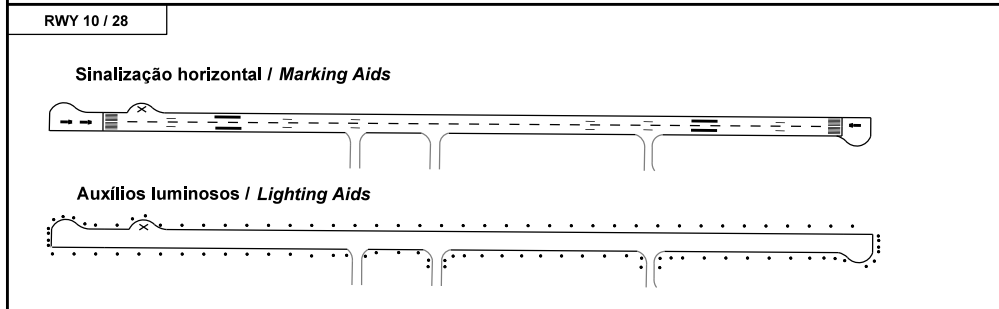 RWY 10 / 28
Sinalização horizontal / Marking Aids
Auxílios luminosos / Lighting Aids